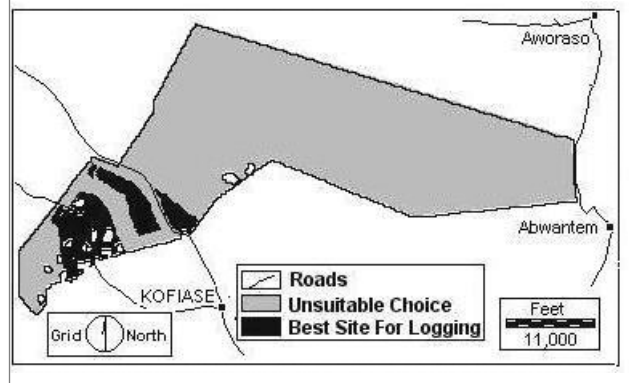 Aworaso
Abwantem
KOFIASE
Roads
Unsuitable Choice
Best Site For Logging
Grid North
Feet
11,000